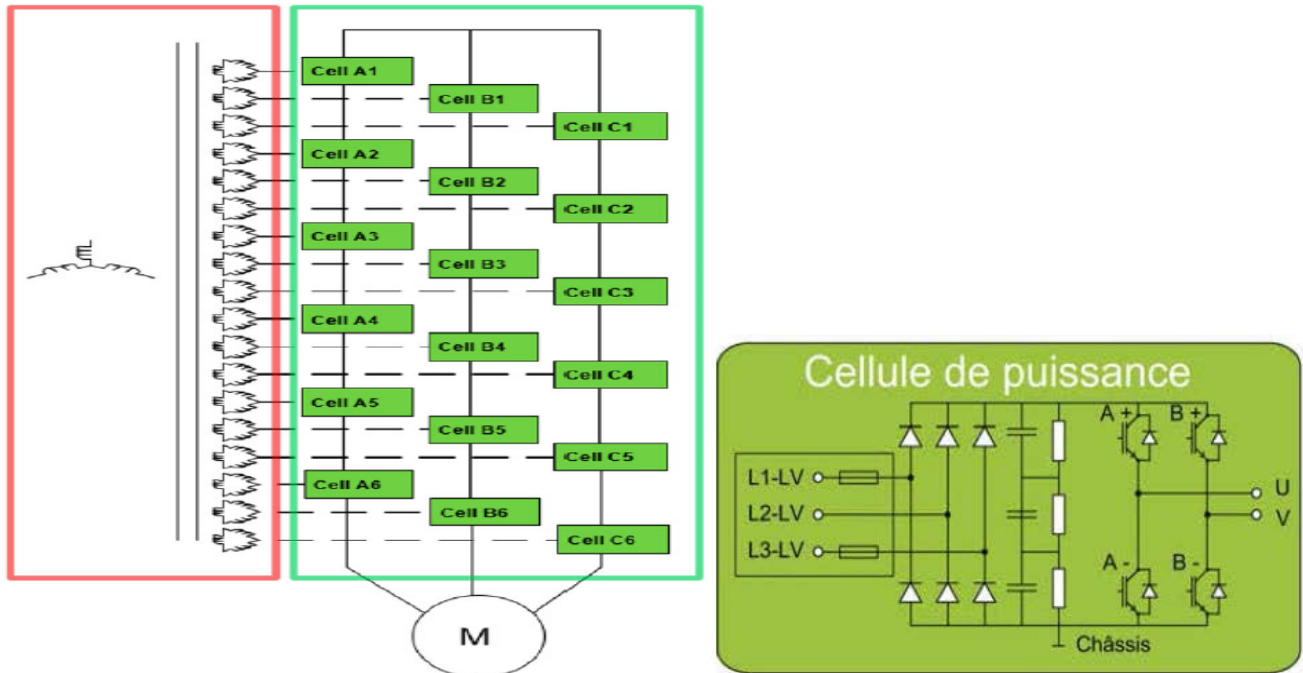 Cell A1
Cell B1
Cell C1
Cell A2
Cell B2
Cell C2
Cell A3
Cell B3
Cell C3
Cell A4
Cell B4
Cell C4
Cell A5
Cell B5
Cell C5
Cell A6
Cell B6
Cell C6
M
Cellule de puissance
A + B +
L1-LV
U
L2-LV
V
L3-LV
A - B -
Châssis